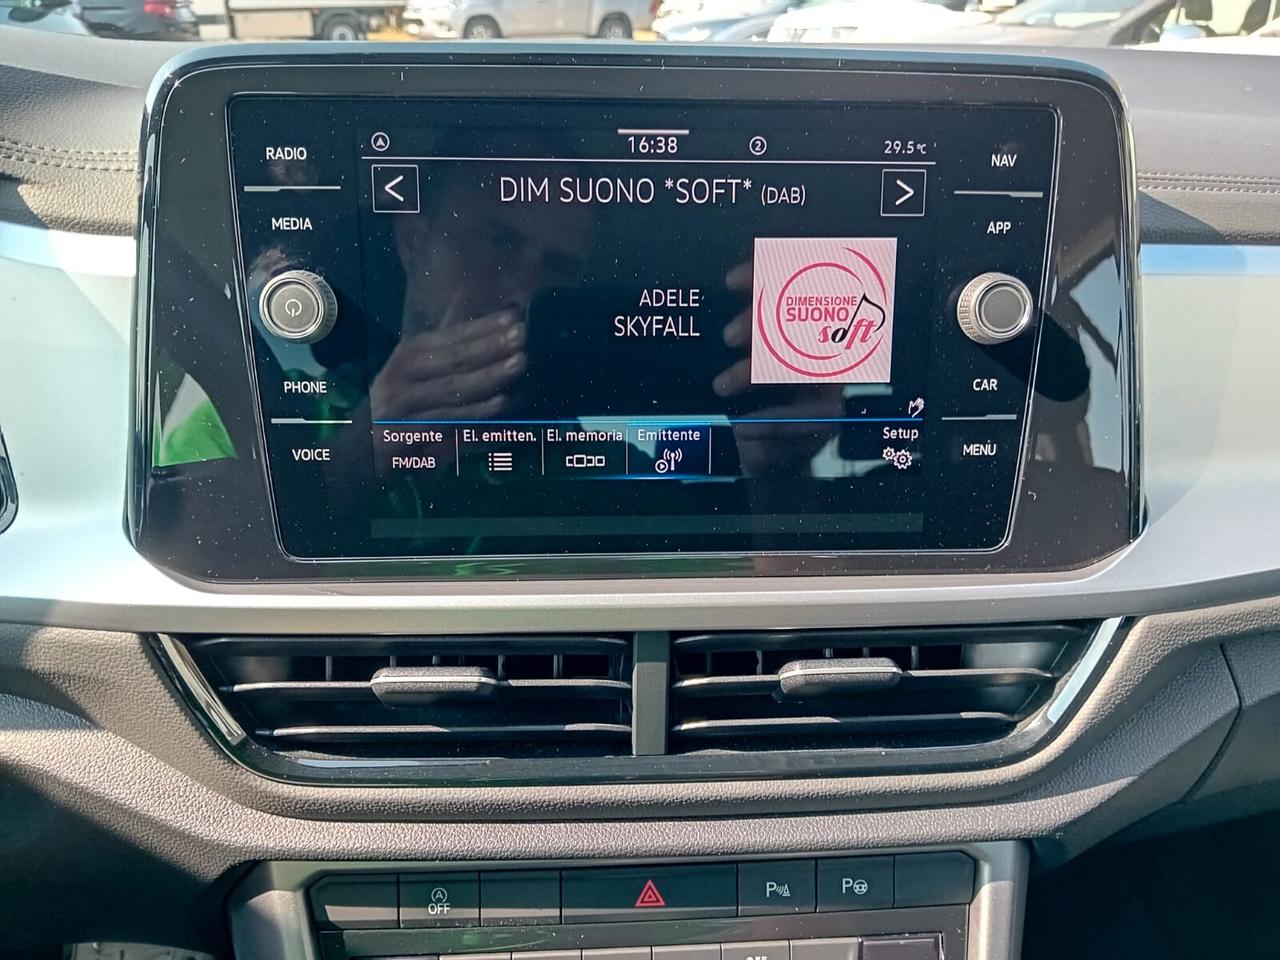 16:38
2
29.5°C
RADIO
NAV
DIM SUONO *SOFT* (DAB)
MEDIA
APP
ADELE
SKYFALL
DIMENSIONE
SUONO
soft
PHONE
CAR
Sorgente
FM/DAB
El. emitten.
El. memoria
Emittente
Setup
VOICE
MENU
A
OFF
P
P